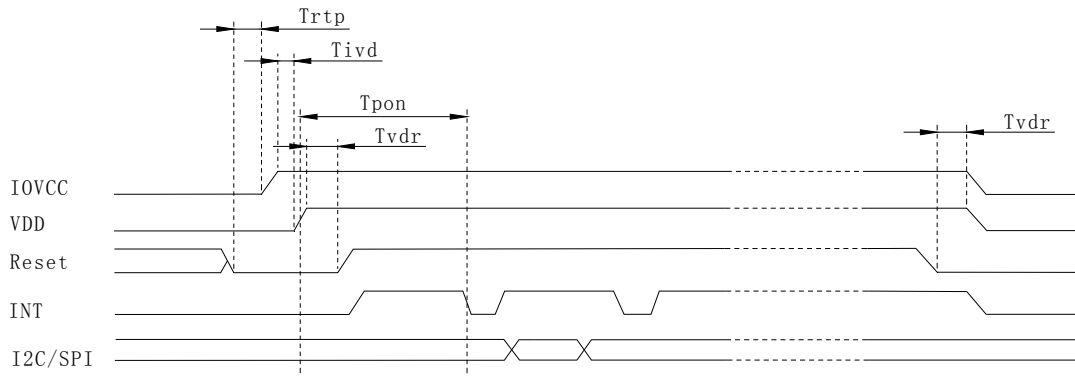 Trtp
Tivd
Tpon
Tvdr
Tvdr
IOVCC
VDD
Reset
INT
I2C/SPI